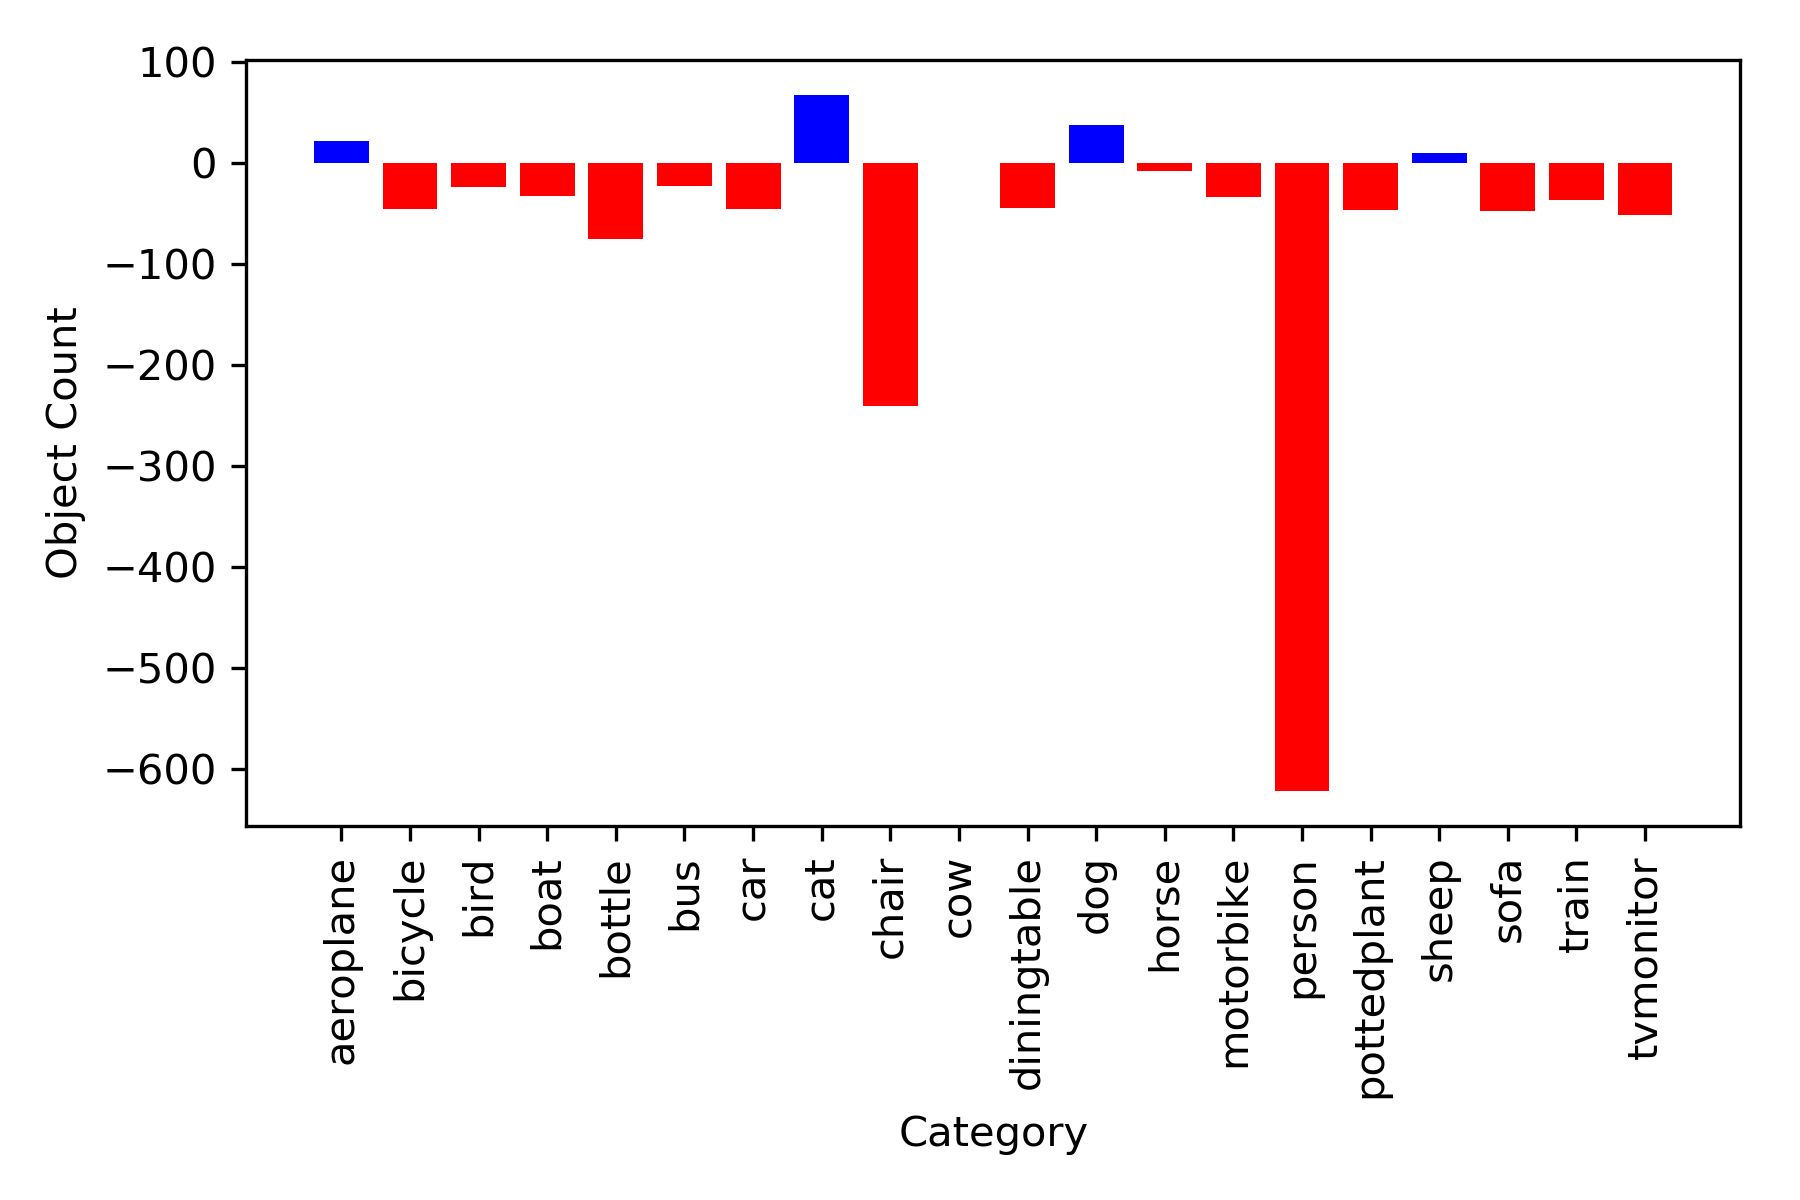 100
0
−100
−200
−300
−400
−500
−600
Object Count
aeroplane
bicycle
bird
boat
bottle
bus
car
cat
chair
cow
diningtable
dog
horse
motorbike
person
pottedplant
sheep
sofa
train
tvmonitor
Category